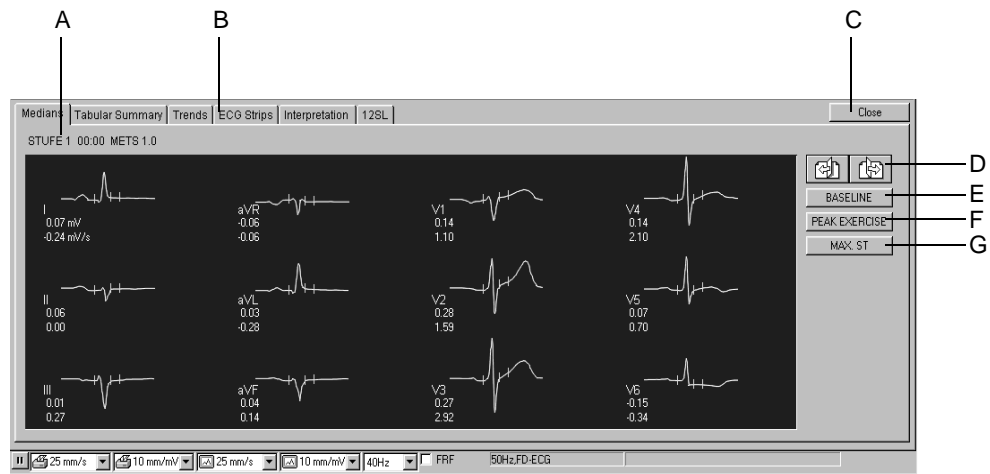 A
B
C
Medians Tabular Summary Trends ECG Strips Interpretation 12SL Close
STUFE 1 00:00 METS 1.0
D
BASELINE E
PEAK EXERCISE F
MAX. ST G
I
0.07 mV
-0.24 mV/s
aVR
-0.06
-0.06
V1
0.14
1.10
V4
0.14
2.10
II
0.06
0.00
aVL
0.03
-0.28
V2
0.28
1.59
V5
0.07
0.70
III
0.01
0.27
aVF
0.04
0.14
V3
0.27
2.92
V6
-0.15
-0.34
25 mm/s 10 mm/mV 25 mm/s 10 mm/mV 40Hz FRF 50Hz,FD-ECG